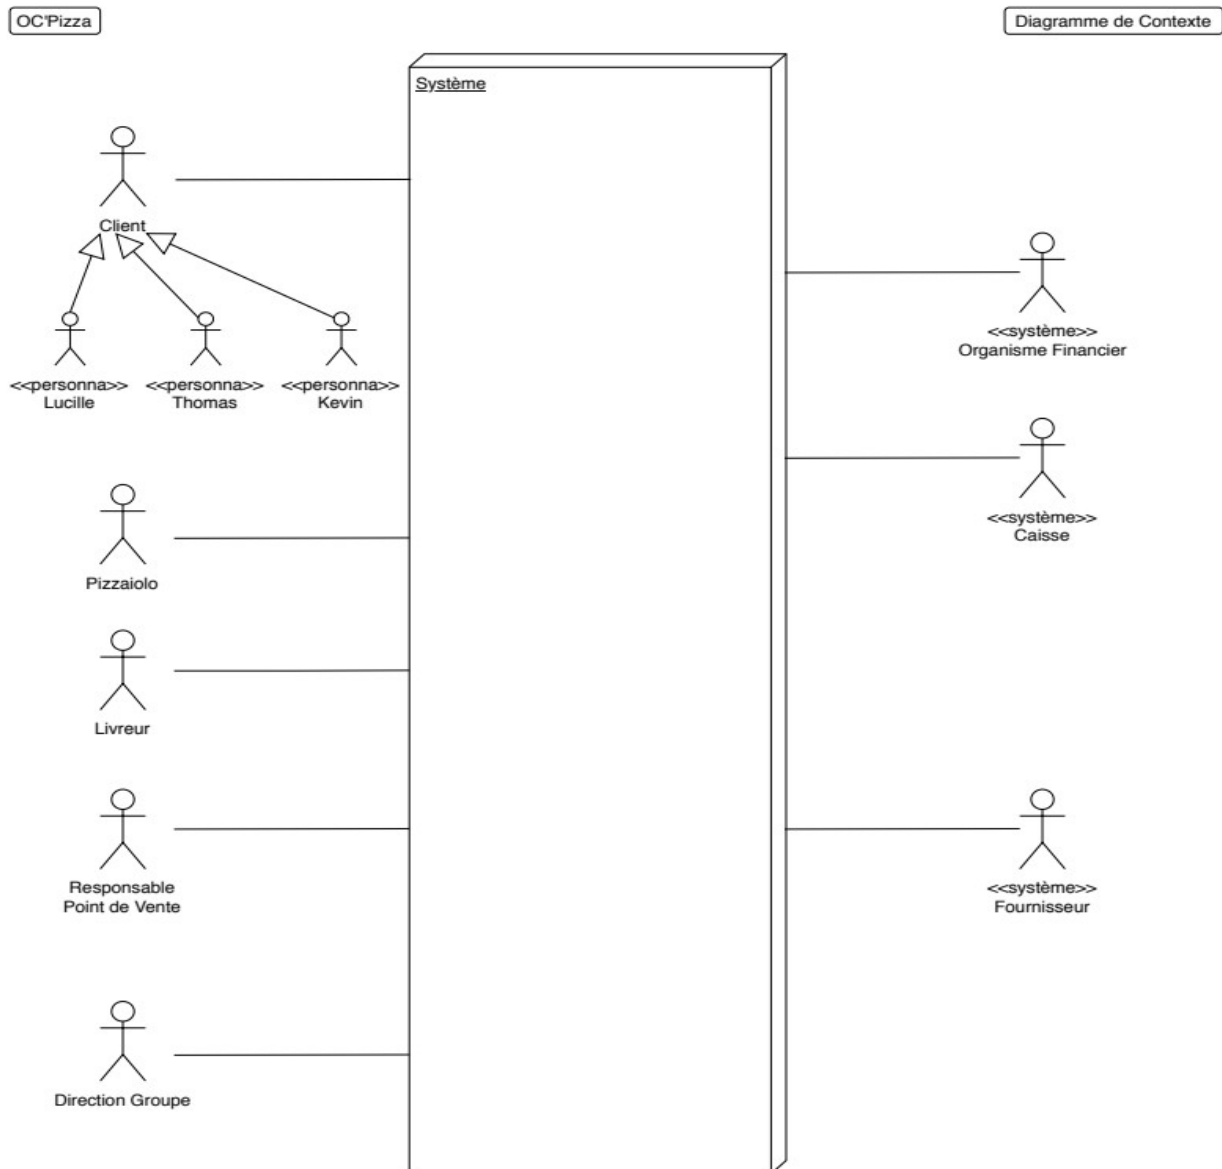 OC'Pizza
Diagramme de Contexte
Système
Client
<<personna>>
Lucille
<<personna>>
Thomas
<<personna>>
Kevin
<<système>>
Organisme Financier
<<système>>
Caisse
Pizzaiolo
Livreur
Responsable
Point de Vente
<<système>>
Fournisseur
Direction Groupe